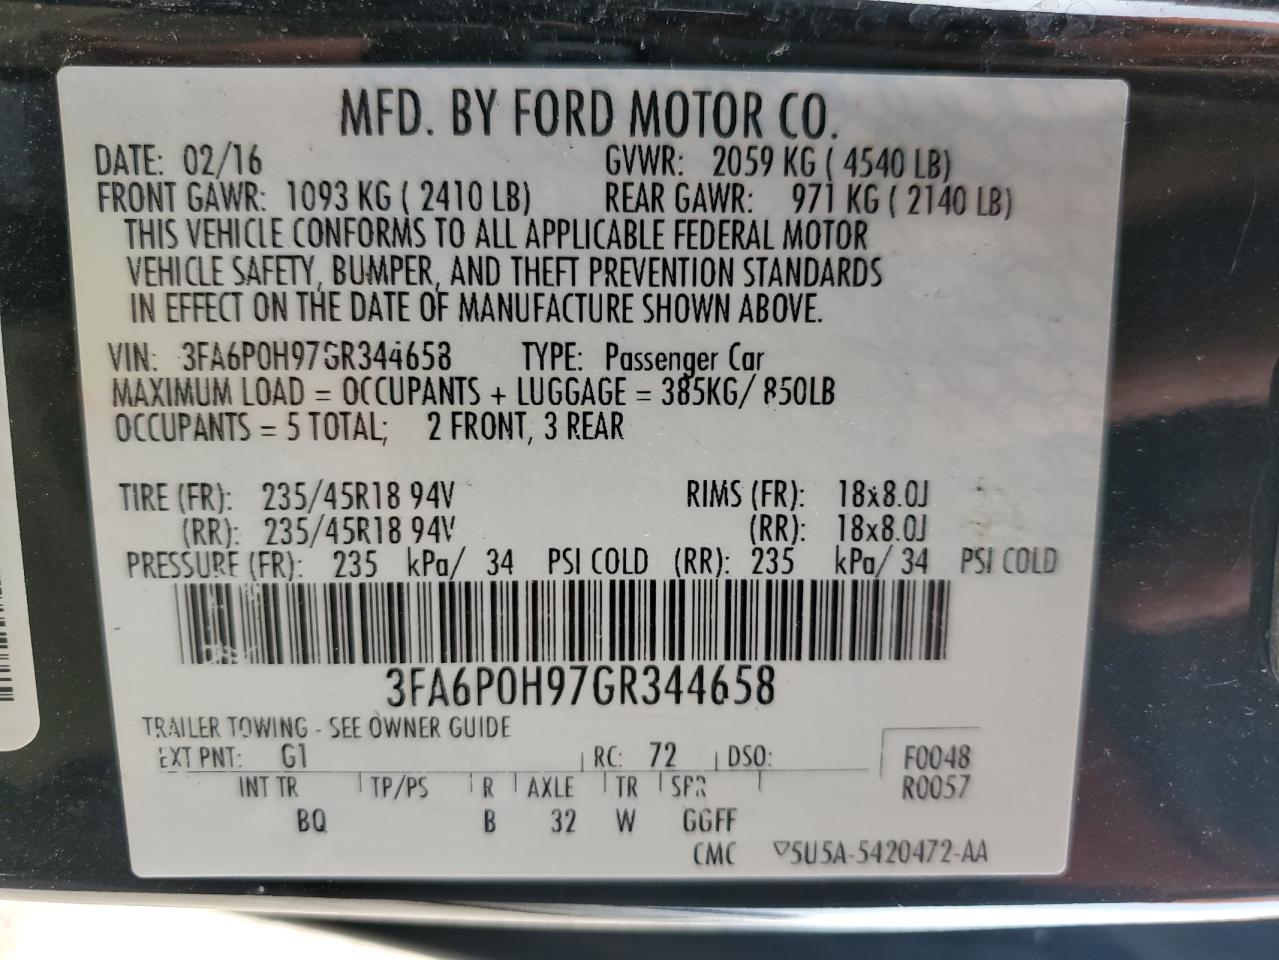 MFD. BY FORD MOTOR CO.
DATE: 02/16 GVWR: 2059 KG ( 4540 LB)
FRONT GAWR: 1093 KG ( 2410 LB) REAR GAWR: 971 KG ( 2140 LB)
THIS VEHICLE CONFORMS TO ALL APPLICABLE FEDERAL MOTOR
VEHICLE SAFETY, BUMPER, AND THEFT PREVENTION STANDARDS
IN EFFECT ON THE DATE OF MANUFACTURE SHOWN ABOVE.
VIN: 3FA6P0H97GR344658 TYPE: Passenger Car
MAXIMUM LOAD = OCCUPANTS + LUGGAGE = 385KG/ 850LB
OCCUPANTS = 5 TOTAL; 2 FRONT, 3 REAR
TIRE (FR): 235/45R18 94V RIMS (FR): 18x8.0J
(RR): 235/45R18 94V (RR): 18x8.0J
PRESSURE (FR): 235 kPa/ 34 PSI COLD (RR): 235 kPa/ 34 PSI COLD
3FA6P0H97GR344658
TRAILER TOWING - SEE OWNER GUIDE
EXT PNT: G1 RC: 72 DSO: F0048
R0057
INT TR TP/PS R AXLE TR SPR
BQ B 32 W GGFF
CMC ▽5U5A-5420472-AA